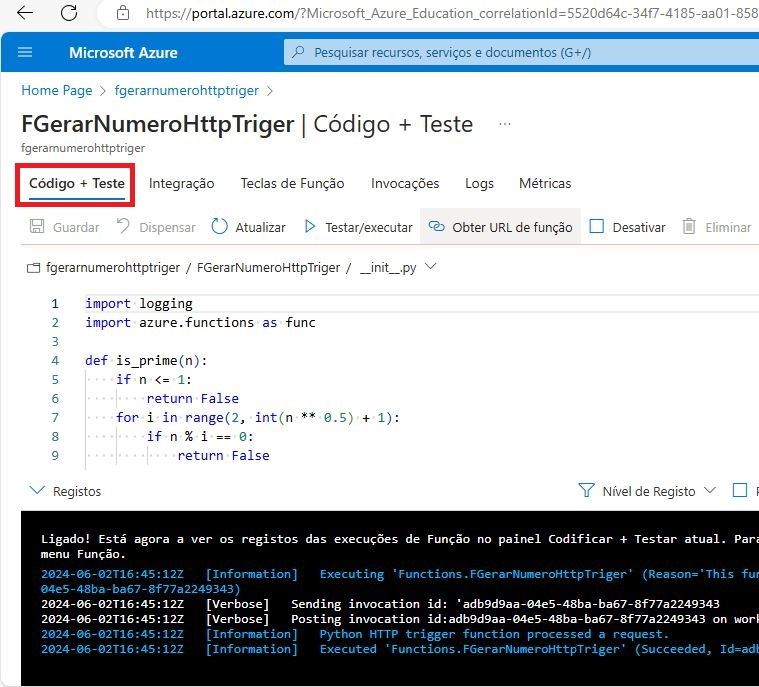 https://portal.azure.com/?Microsoft_Azure_Education_correlationId=5520d64c-34f7-4185-aa01-858
Microsoft Azure
Pesquisar recursos, serviços e documentos (G+/)
Home Page > fgerarnumerohttptriger >
FGerarNumeroHttpTriger | Código + Teste ...
fgerarnumerohttptriger
Código + Teste Integração Teclas de Função Invocações Logs Métricas
Guardar Dispensar Atualizar Testar/executar Obter URL de função Desativar Eliminar
fgerarnumerohttptriger / FGerarNumeroHttpTriger / __init__.py
1 import logging
2 import azure.functions as func
3
4 def is_prime(n):
5 if n <= 1:
6 return False
7 for i in range(2, int(n ** 0.5) + 1):
8 if n % i == 0:
9 return False
Registos Nível de Registo
Ligado! Está agora a ver os registos das execuções de Função no painel Codificar + Testar atual. Para
menu Função.
2024-06-02T16:45:12Z [Information] Executing 'Functions.FGerarNumeroHttpTriger' (Reason='This fun
04e5-48ba-ba67-8f77a2249343)
2024-06-02T16:45:12Z [Verbose] Sending invocation id: 'adb9d9aa-04e5-48ba-ba67-8f77a2249343
2024-06-02T16:45:12Z [Verbose] Posting invocation id:adb9d9aa-04e5-48ba-ba67-8f77a2249343 on work
2024-06-02T16:45:12Z [Information] Python HTTP trigger function processed a request.
2024-06-02T16:45:12Z [Information] Executed 'Functions.FGerarNumeroHttpTriger' (Succeeded, Id=adb